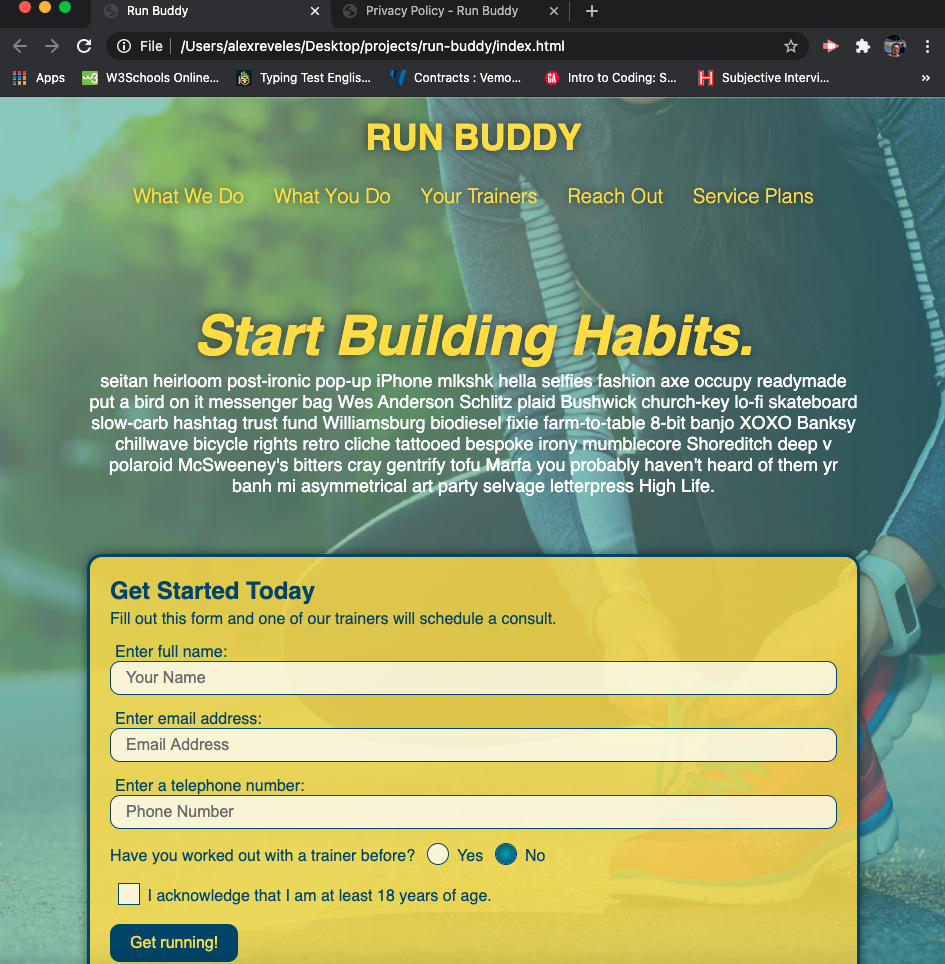 Run Buddy
Privacy Policy - Run Buddy
File
/Users/alexreveles/Desktop/projects/run-buddy/index.html
Apps
W3Schools Online...
Typing Test Englis...
Contracts : Vemo...
GA
Intro to Coding: S...
H
Subjective Intervi...
»
RUN BUDDY
What We Do
What You Do
Your Trainers
Reach Out
Service Plans
Start Building Habits.
seitan heirloom post-ironic pop-up iPhone mlkshk hella selfies fashion axe occupy readymade
put a bird on it messenger bag Wes Anderson Schlitz plaid Bushwick church-key lo-fi skateboard
slow-carb hashtag trust fund Williamsburg biodiesel fixie farm-to-table 8-bit banjo XOXO Banksy
chillwave bicycle rights retro cliche tattooed bespoke irony mumblecore Shoreditch deep v
polaroid McSweeney's bitters cray gentrify tofu Marfa you probably haven't heard of them yr
banh mi asymmetrical art party selvage letterpress High Life.
Get Started Today
Fill out this form and one of our trainers will schedule a consult.
Enter full name:
Your Name
Enter email address:
Email Address
Enter a telephone number:
Phone Number
Have you worked out with a trainer before? Yes No
I acknowledge that I am at least 18 years of age.
Get running!